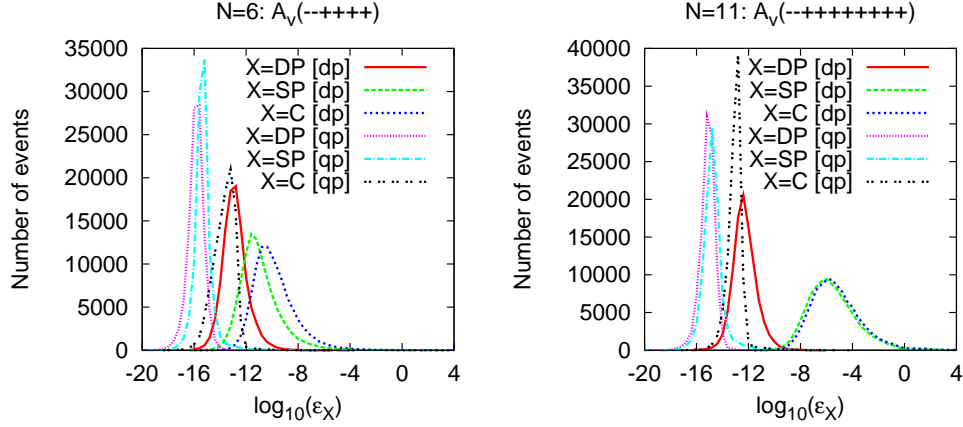 N=6: A_v(--++++)
35000
30000
25000
20000
15000
10000
5000
0
Number of events
X=DP [dp]
X=SP [dp]
X=C [dp]
X=DP [qp]
X=SP [qp]
X=C [qp]
-20 -16 -12 -8 -4 0 4
log10(εX)
N=11: A_v(--+++++++++)
40000
35000
30000
25000
20000
15000
10000
5000
0
Number of events
X=DP [dp]
X=SP [dp]
X=C [dp]
X=DP [qp]
X=SP [qp]
X=C [qp]
-20 -16 -12 -8 -4 0 4
log10(εX)